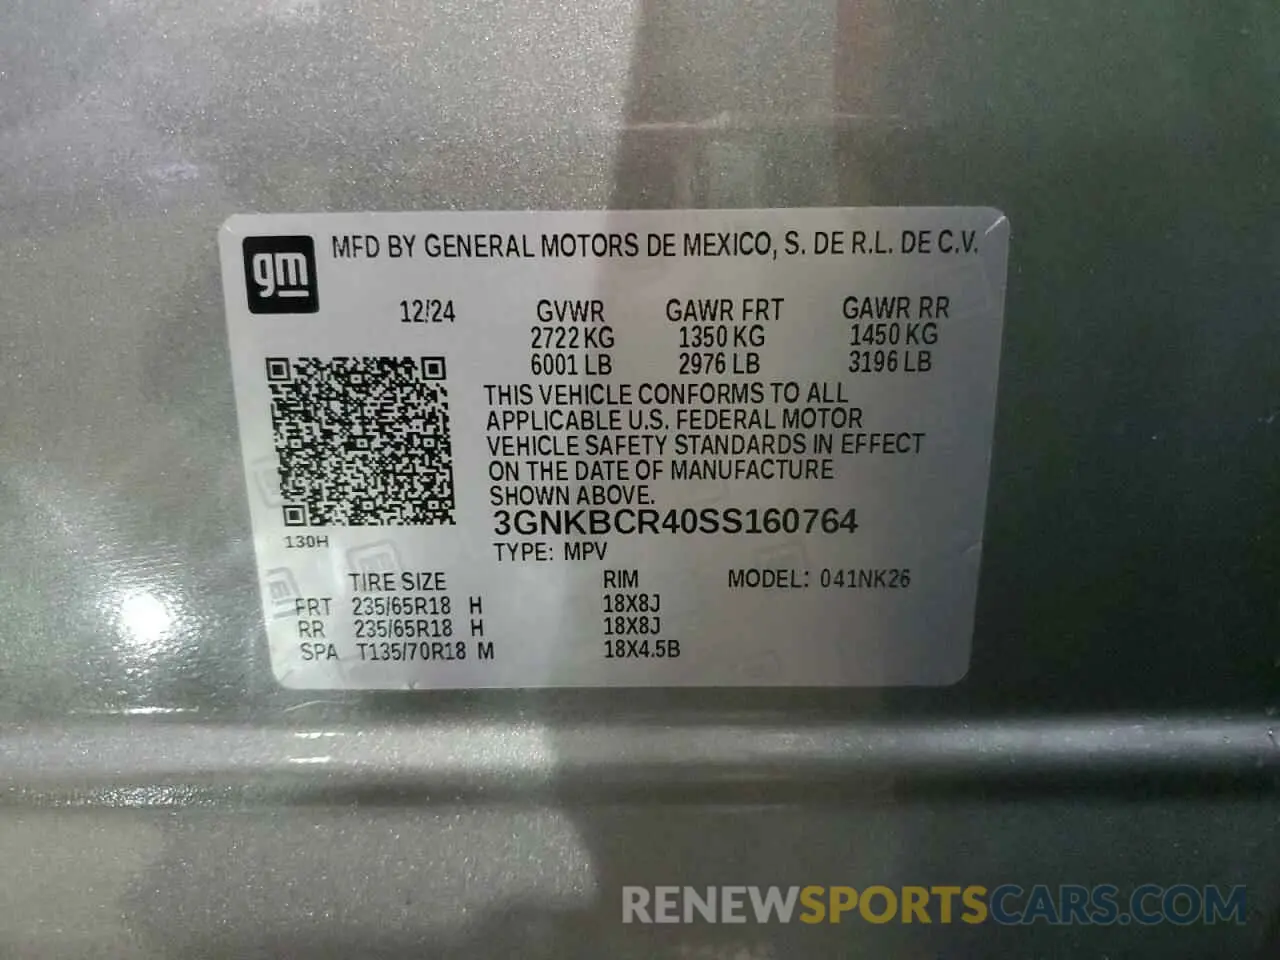 gm
MFD BY GENERAL MOTORS DE MEXICO, S. DE R.L. DE C.V.
12/24 GVWR GAWR FRT GAWR RR
2722 KG 1350 KG 1450 KG
6001 LB 2976 LB 3196 LB
THIS VEHICLE CONFORMS TO ALL
APPLICABLE U.S. FEDERAL MOTOR
VEHICLE SAFETY STANDARDS IN EFFECT
ON THE DATE OF MANUFACTURE
SHOWN ABOVE.
3GNKBCR40SS160764
130H
TYPE: MPV
TIRE SIZE RIM MODEL: 041NK26
FRT 235/65R18 H 18X8J
RR 235/65R18 H 18X8J
SPA T135/70R18 M 18X4.5B
RENEWSPORTSCARS.COM